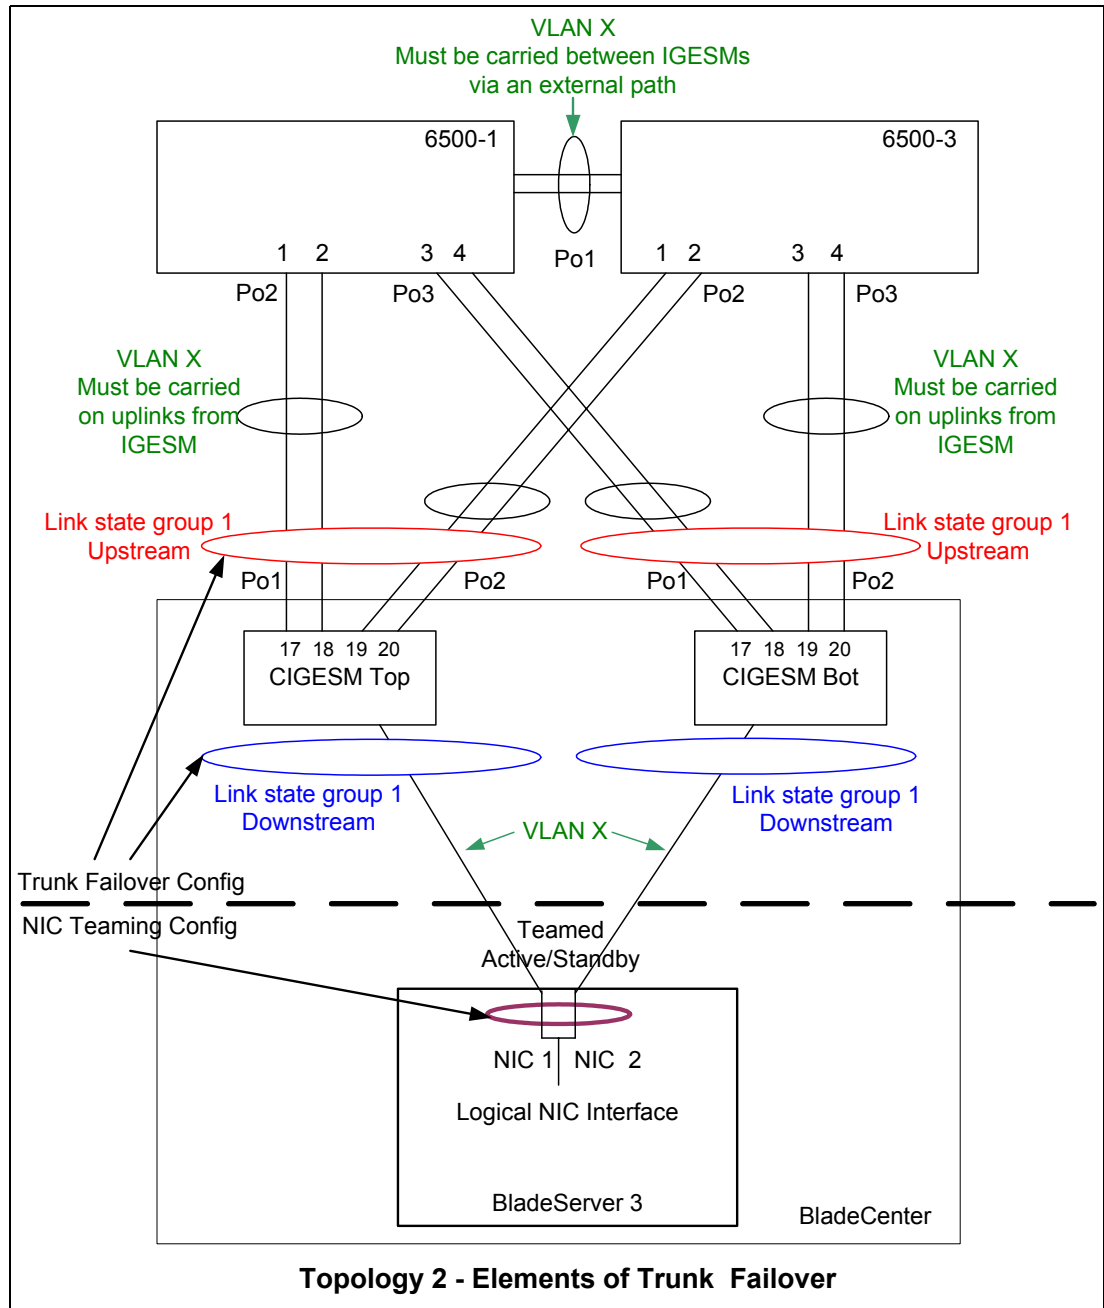 VLAN X
Must be carried between IGESMs
via an external path
6500-1
6500-3
1 2 3 4
Po1
1 2 3 4
Po2
Po3
Po2
Po3
VLAN X
Must be carried
on uplinks from
IGESM
VLAN X
Must be carried
on uplinks from
IGESM
Link state group 1
Upstream
Link state group 1
Upstream
Po1
Po2
Po1
Po2
17 18 19 20
CIGESM Top
17 18 19 20
CIGESM Bot
Link state group 1
Downstream
Link state group 1
Downstream
VLAN X
Trunk Failover Config
NIC Teaming Config
Teamed
Active/Standby
NIC 1 NIC 2
Logical NIC Interface
BladeServer 3
BladeCenter
Topology 2 - Elements of Trunk Failover